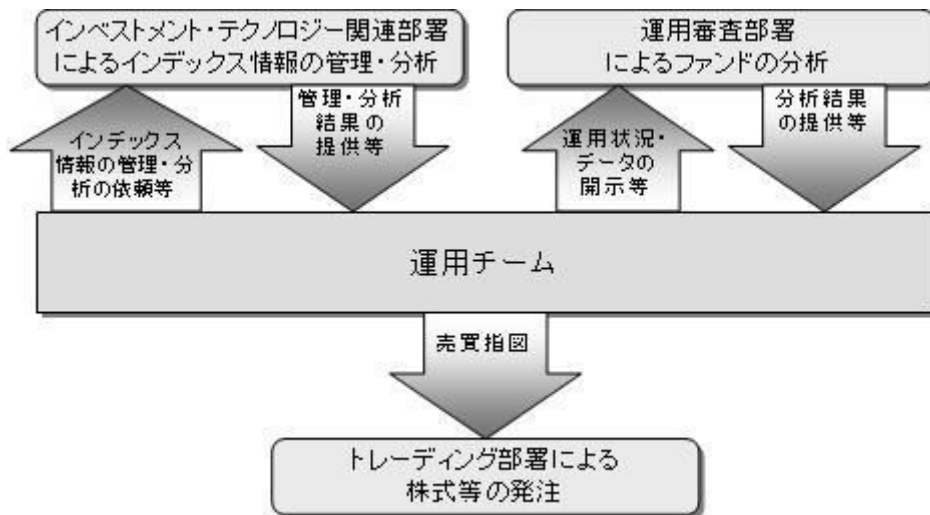 インベストメント・テクノロジー関連部署
によるインデックス情報の管理・分析
運用審査部署
によるファンドの分析
インデックス
情報の管理・分
析の依頼等
管理・分析
結果の
提供等
運用状況・
データの
開示等
分析結果
の提供等
運用チーム
売買指図
トレーディング部署による
株式等の発注